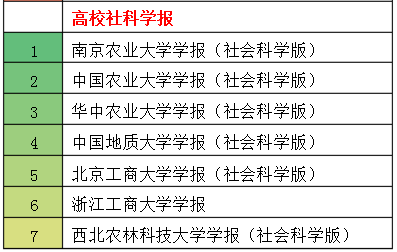 高校社科学报
1 南京农业大学学报（社会科学版）
2 中国农业大学学报（社会科学版）
3 华中农业大学学报（社会科学版）
4 中国地质大学学报（社会科学版）
5 北京工商大学学报（社会科学版）
6 浙江工商大学学报
7 西北农林科技大学学报（社会科学版）